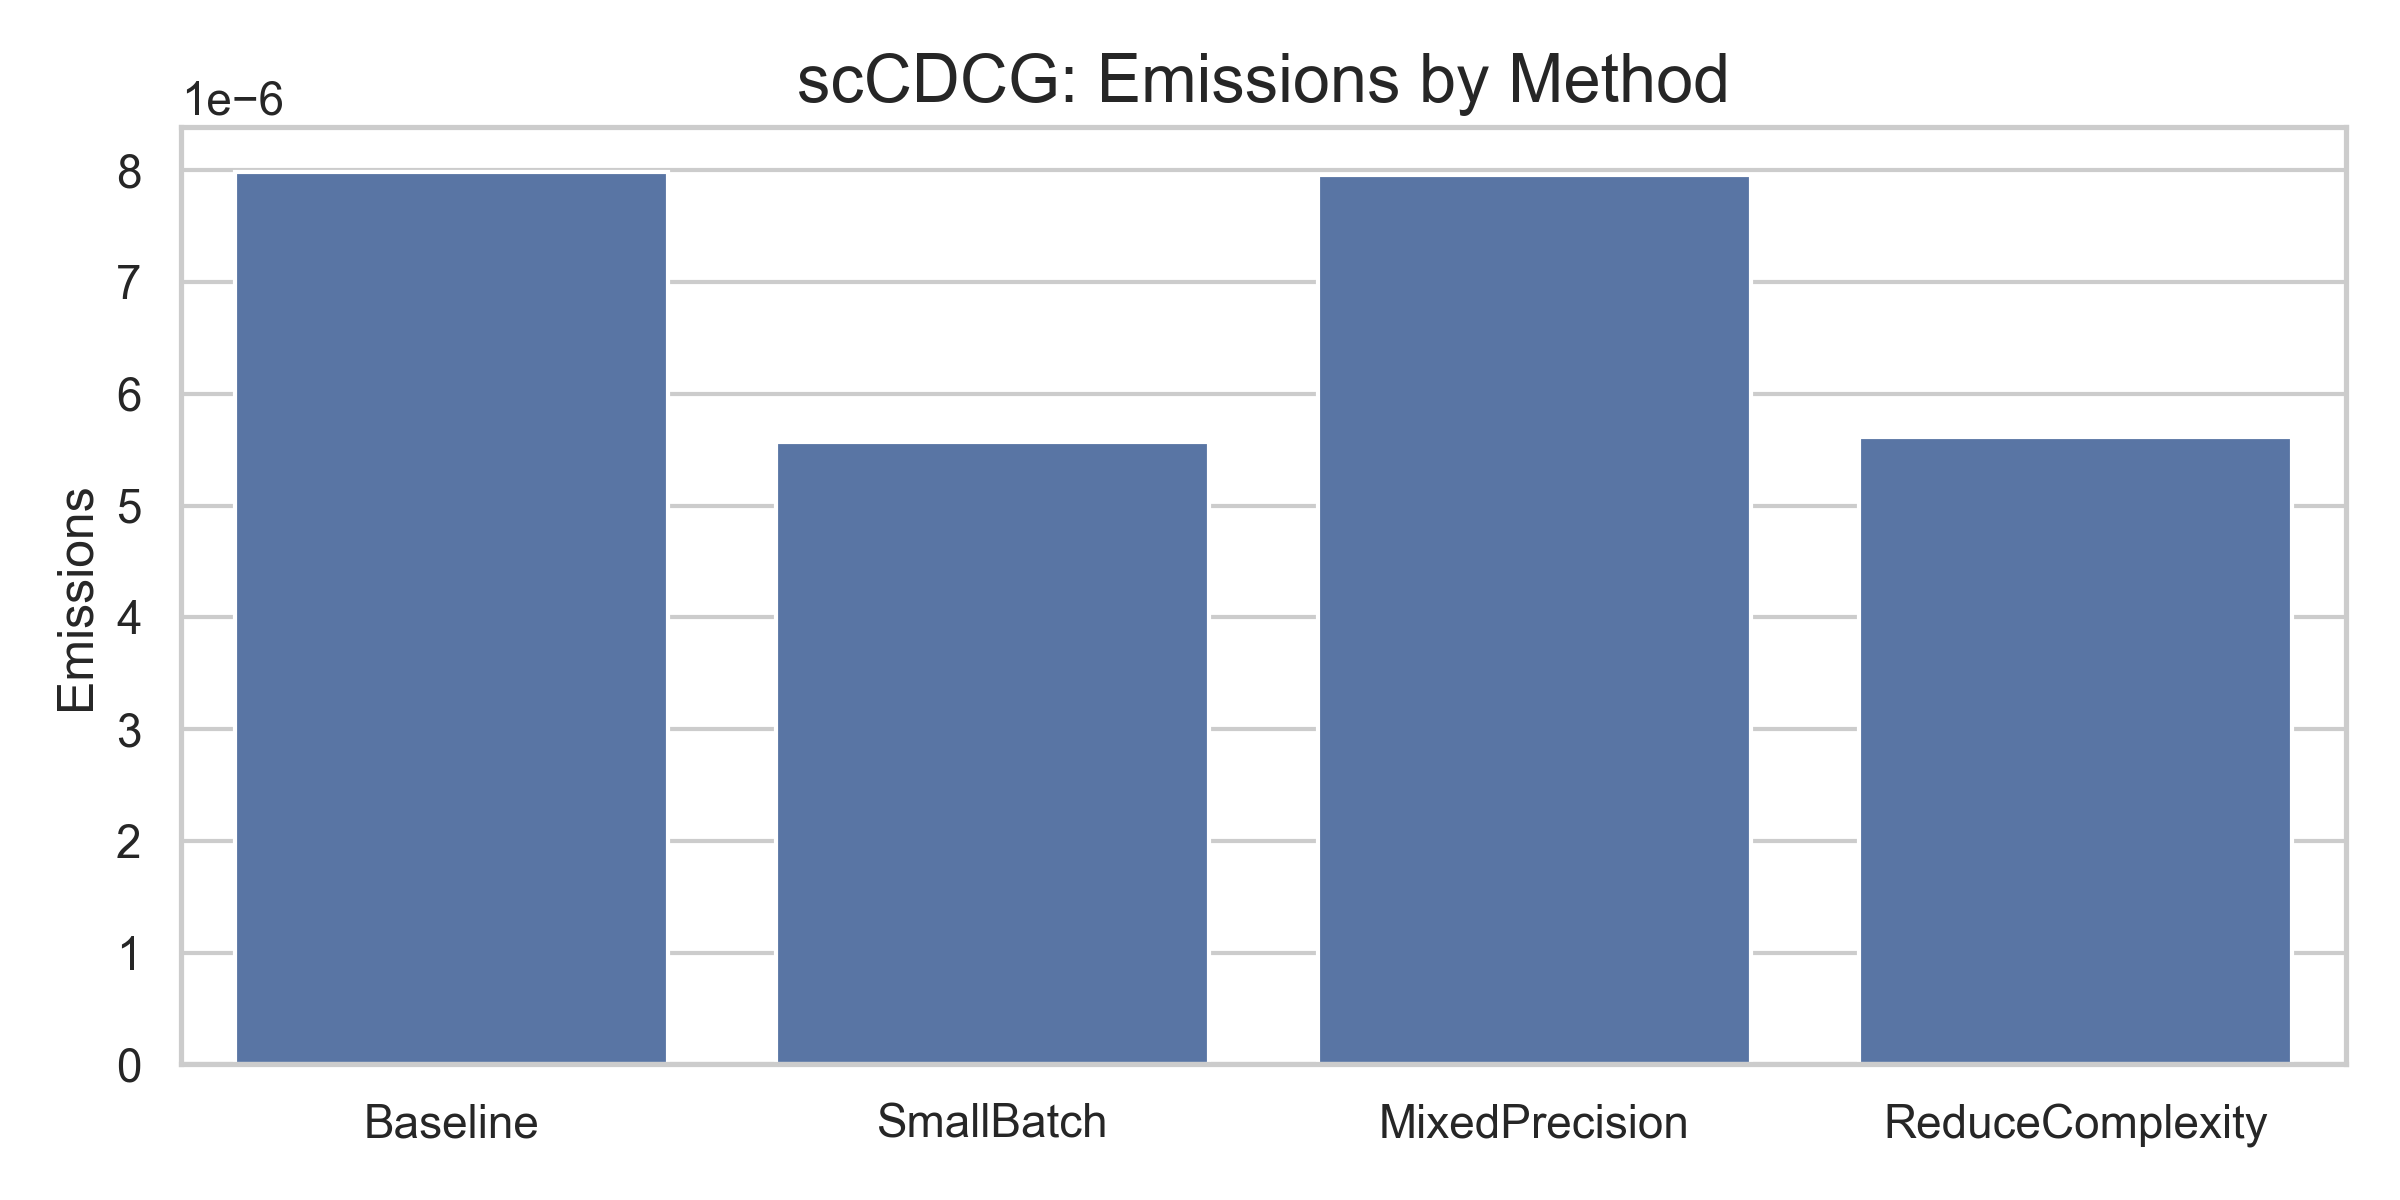 scCDCG: Emissions by Method
1e−6
8
7
6
5
4
3
2
1
0
Emissions
Baseline
SmallBatch
MixedPrecision
ReduceComplexity